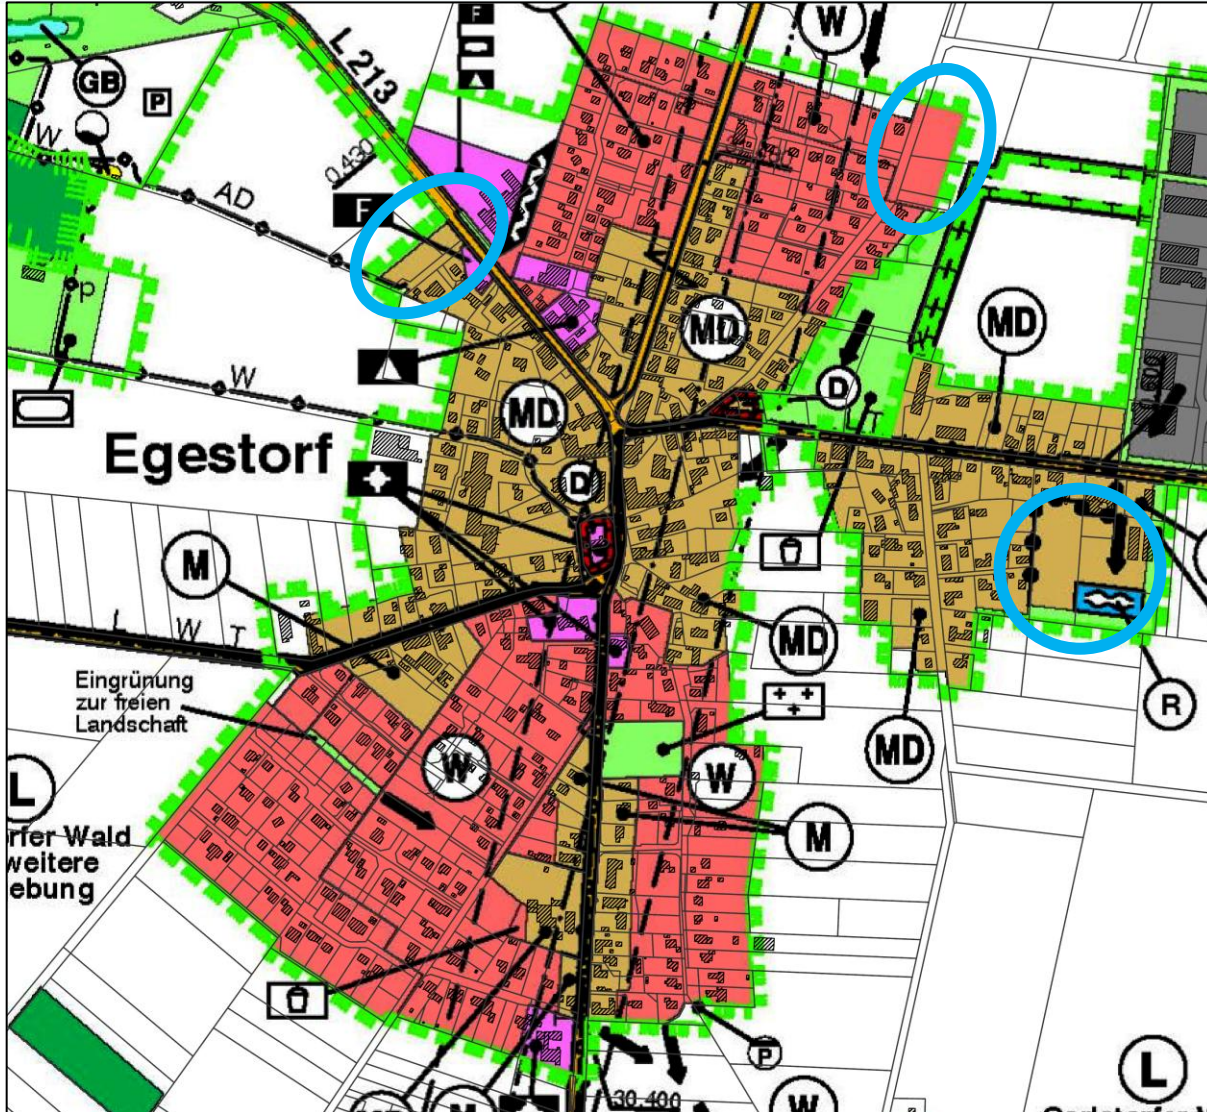 F
W
L213
GB
P
W
0,430
AD
F
p
MD
MD
D
W
T
MD
Egestorf
D
M
MD
L W T
Eingrünung
zur freien
Landschaft
R
MD
W
W
L
M
rfer Wald
weitere
ebung
P
L
30,400
M
W